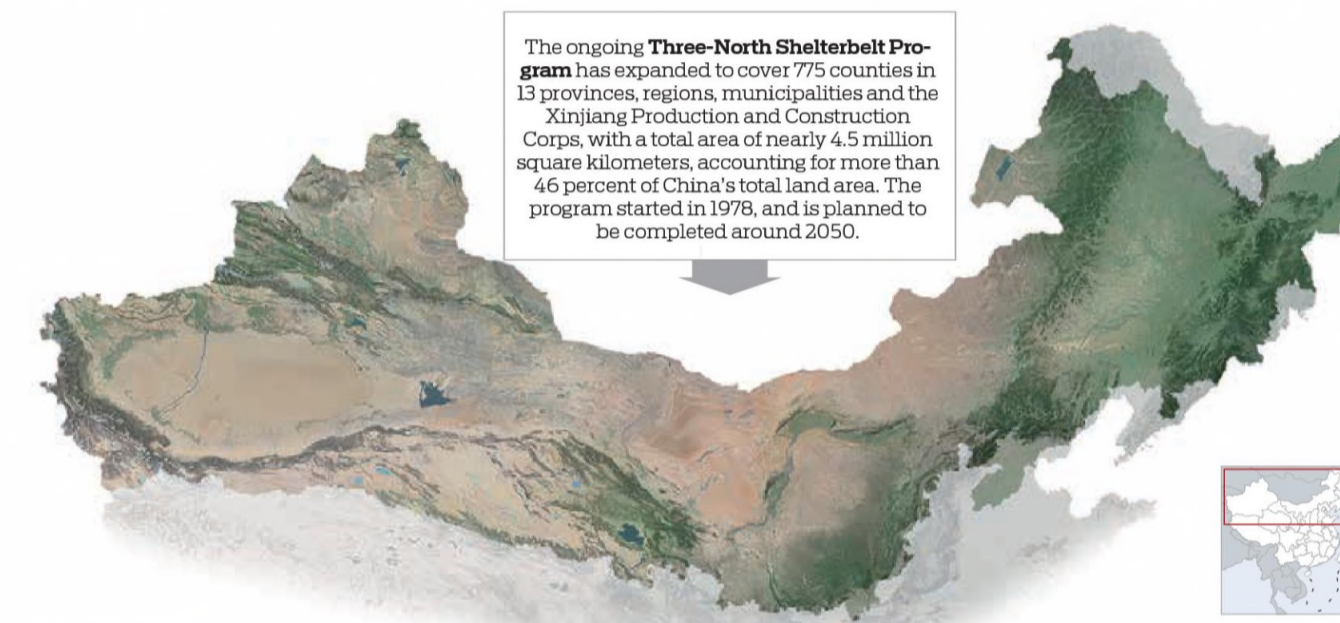 The ongoing Three-North Shelterbelt Pro-
gram has expanded to cover 775 counties in
13 provinces, regions, municipalities and the
Xinjiang Production and Construction
Corps, with a total area of nearly 4.5 million
square kilometers, accounting for more than
46 percent of China's total land area. The
program started in 1978, and is planned to
be completed around 2050.